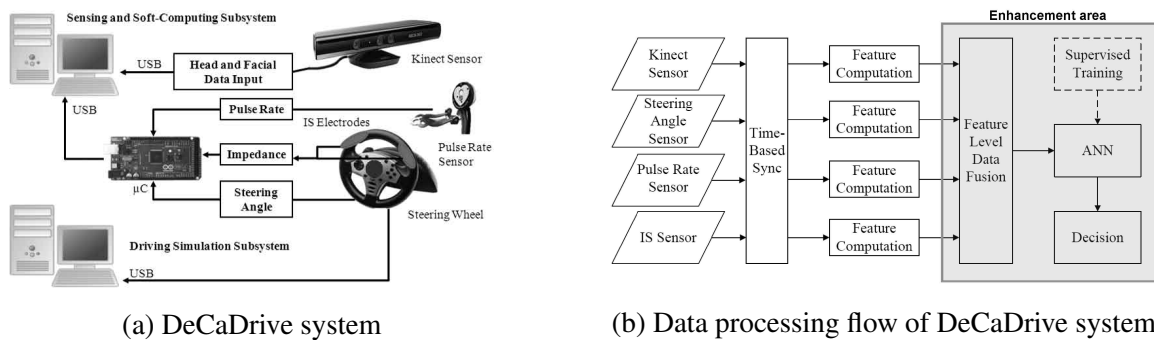 Sensing and Soft-Computing Subsystem
USB
Head and Facial
Data Input
Kinect Sensor
USB
Pulse Rate
IS Electrodes
Pulse Rate
Sensor
Impedance
µC
Steering
Angle
Steering Wheel
Driving Simulation Subsystem
USB
(a) DeCaDrive system
Enhancement area
Kinect
Sensor
Steering
Angle
Sensor
Pulse Rate
Sensor
IS Sensor
Time-
Based
Sync
Feature
Computation
Feature
Computation
Feature
Computation
Feature
Computation
Feature
Level
Data
Fusion
Supervised
Training
ANN
Decision
(b) Data processing flow of DeCaDrive system